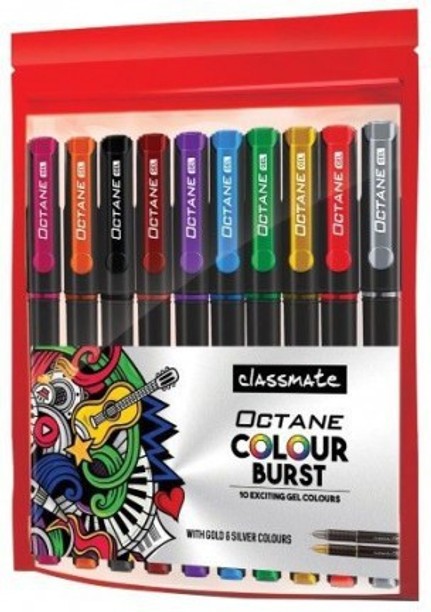 OCTANE GEL
OCTANE GEL
OCTANE GEL
OCTANE GEL
OCTANE GEL
OCTANE GEL
OCTANE GEL
OCTANE GEL
OCTANE GEL
OCTANE GEL
classmate
OCTANE
COLOUR
BURST
10 EXCITING GEL COLOURS
WITH GOLD & SILVER COLOURS